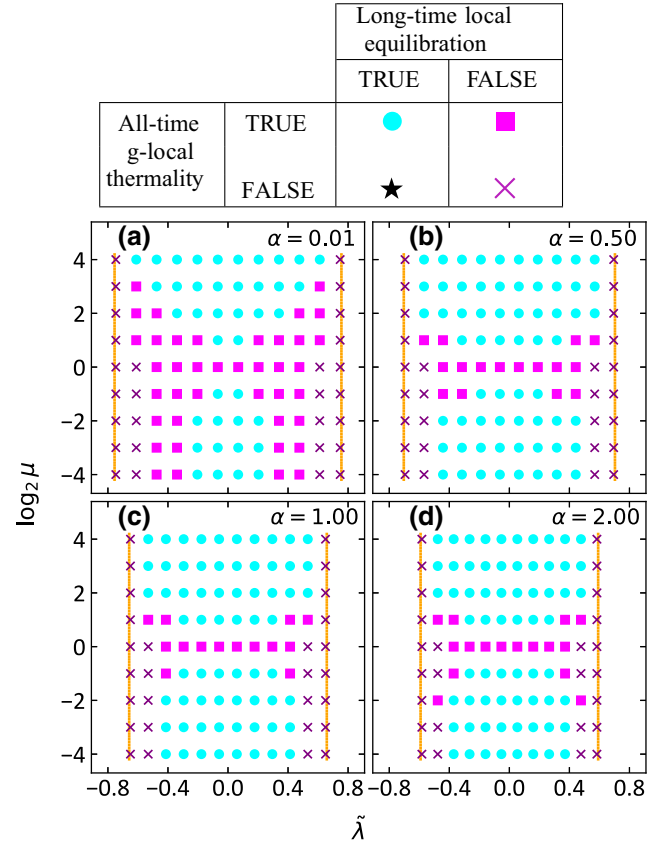 Long-time local
equilibration
TRUE FALSE
All-time
g-local
thermality
TRUE
FALSE
(a) α = 0.01
(b) α = 0.50
4
2
0
−2
−4
(c) α = 1.00
(d) α = 2.00
4
2
0
−2
−4
log₂ μ
−0.8 −0.4 0.0 0.4 0.8
−0.8 −0.4 0.0 0.4 0.8
λ̃